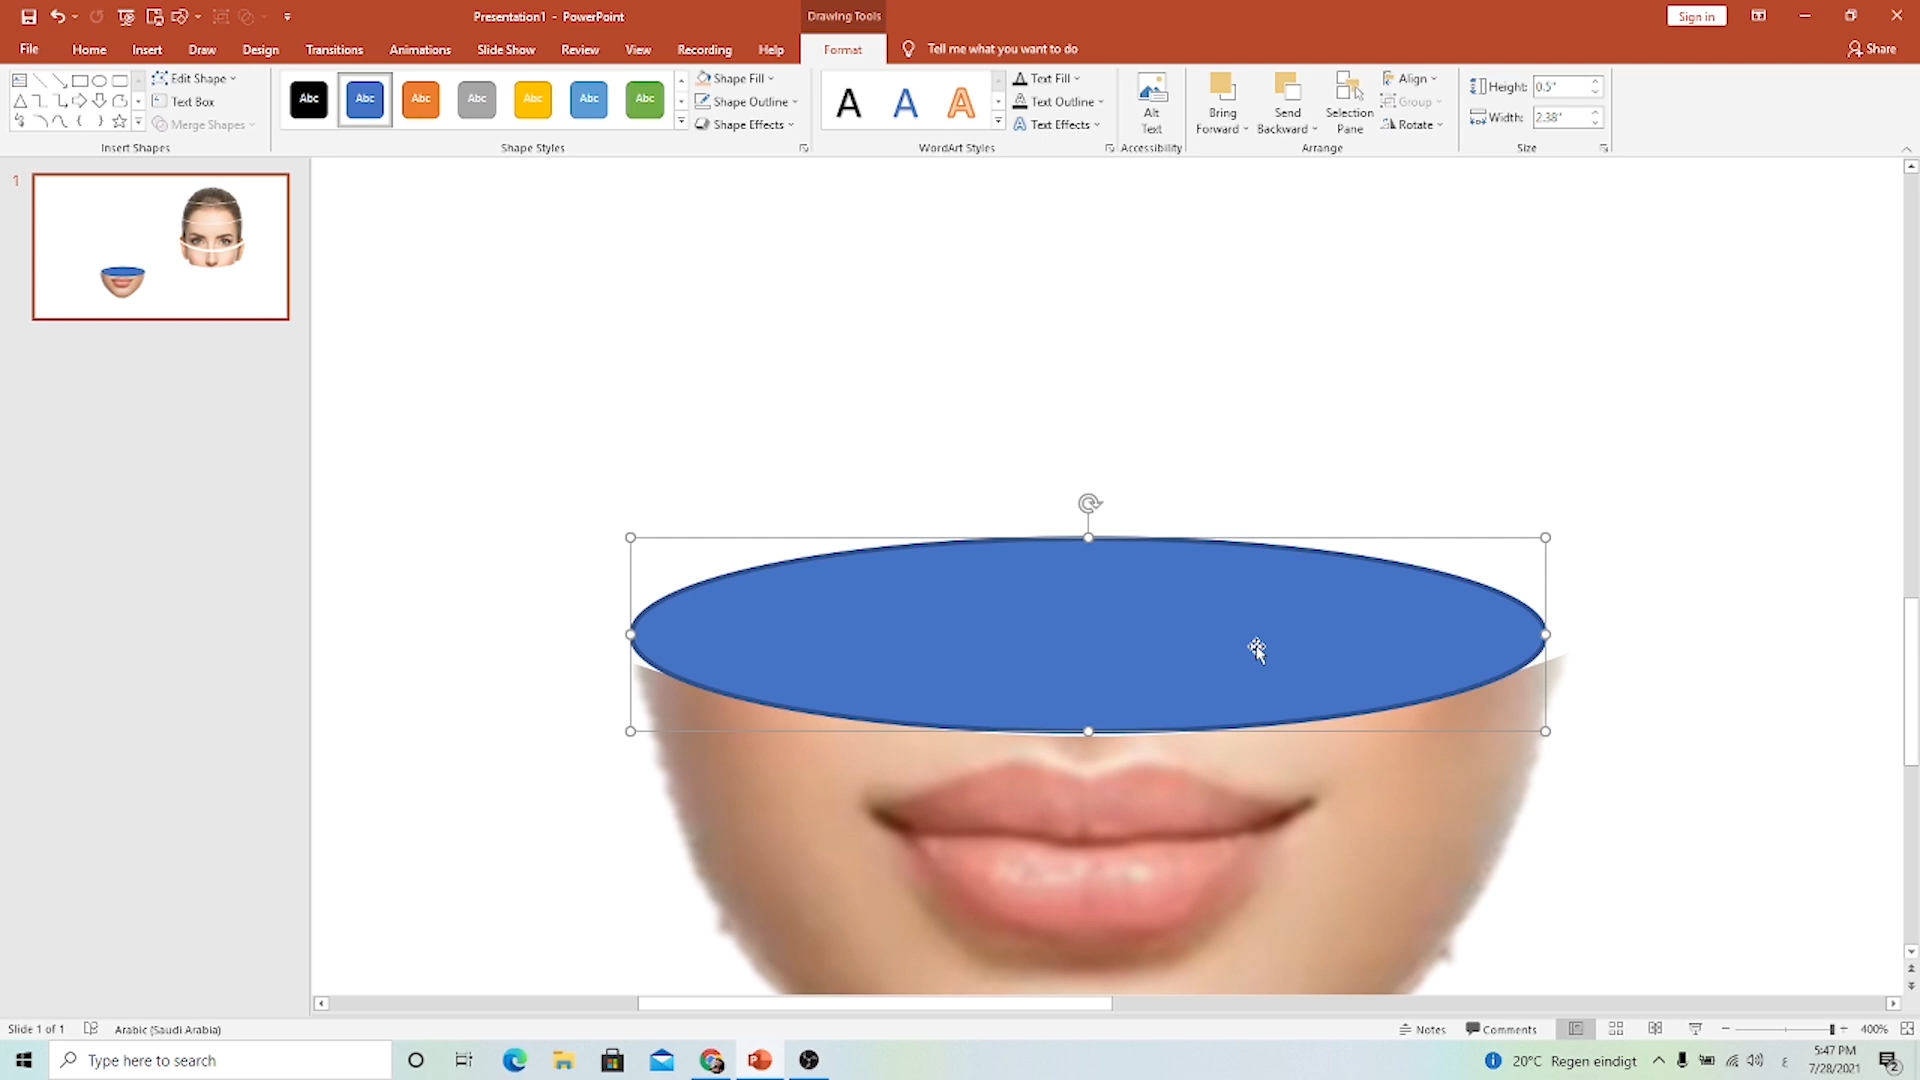 Presentation1 - PowerPoint
Drawing Tools
Sign in
File Home Insert Draw Design Transitions Animations Slide Show Review View Recording Help Format Tell me what you want to do Share
Edit Shape
Text Box
Merge Shapes
Insert Shapes
Abc Abc Abc Abc Abc Abc Abc
Shape Fill
Shape Outline
Shape Effects
Shape Styles
A A A
Text Fill
Text Outline
Text Effects
WordArt Styles
Alt
Text
Accessibility
Bring
Forward
Send
Backward
Selection
Pane
Align
Group
Rotate
Arrange
Height: 0.5"
Width: 2.38"
Size
1
Slide 1 of 1 Arabic (Saudi Arabia)
Notes Comments 400%
Type here to search
20°C Regen eindigt
ع
5:47 PM
7/28/2021
2